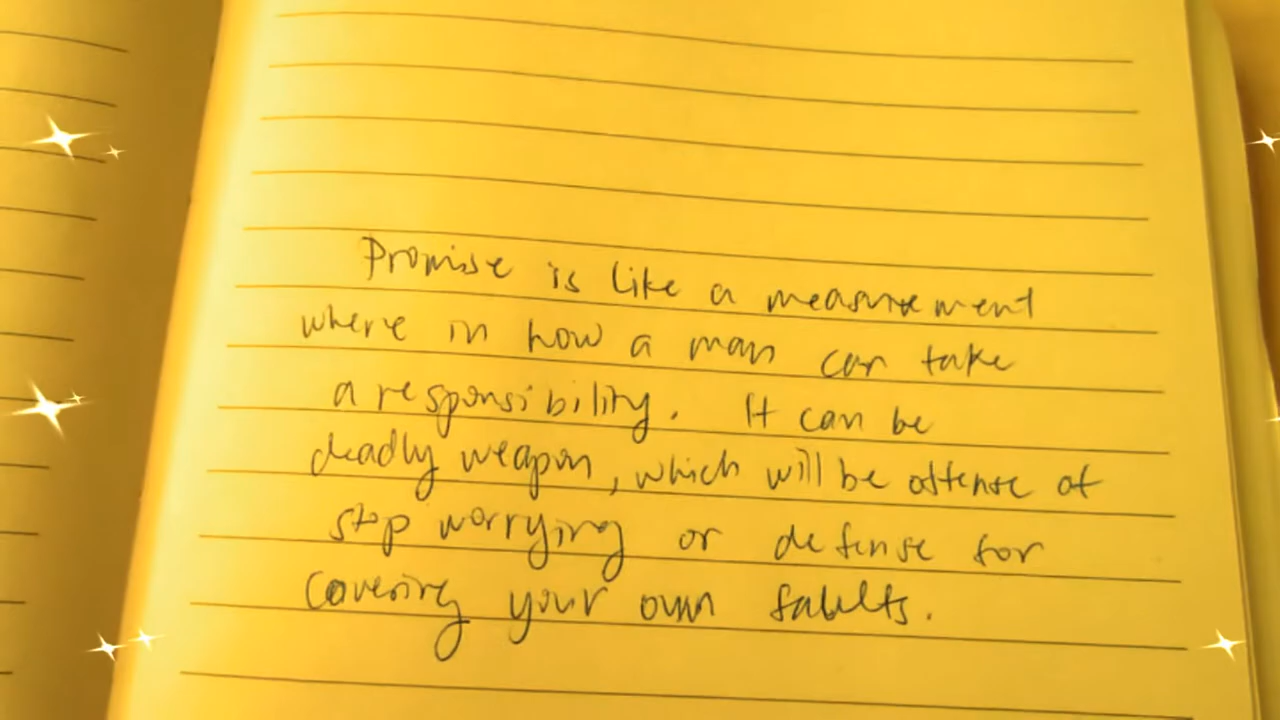 Promise is like a measurement
where in how a man can take
a responsibility. It can be
deadly weapon, which will be offense of
stop worrying or defense for
covering your own faults.